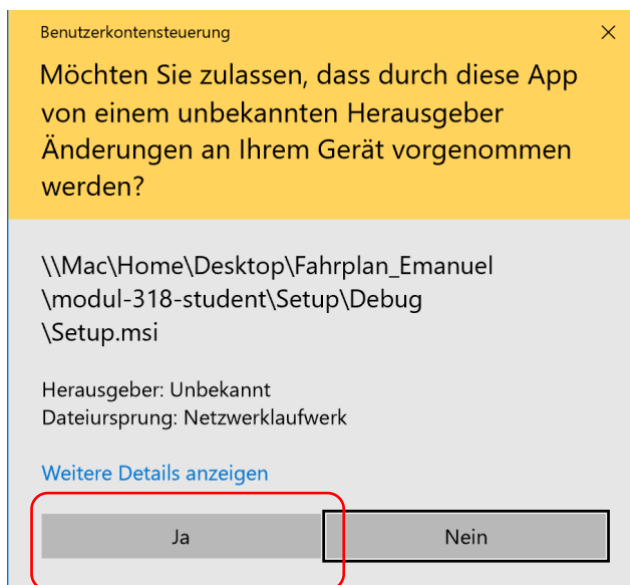 Benutzerkontensteuerung
Möchten Sie zulassen, dass durch diese App
von einem unbekannten Herausgeber
Änderungen an Ihrem Gerät vorgenommen
werden?
\\Mac\Home\Desktop\Fahrplan_Emanuel
\modul-318-student\Setup\Debug
\Setup.msi
Herausgeber: Unbekannt
Dateiursprung: Netzwerklaufwerk
Weitere Details anzeigen
Ja Nein